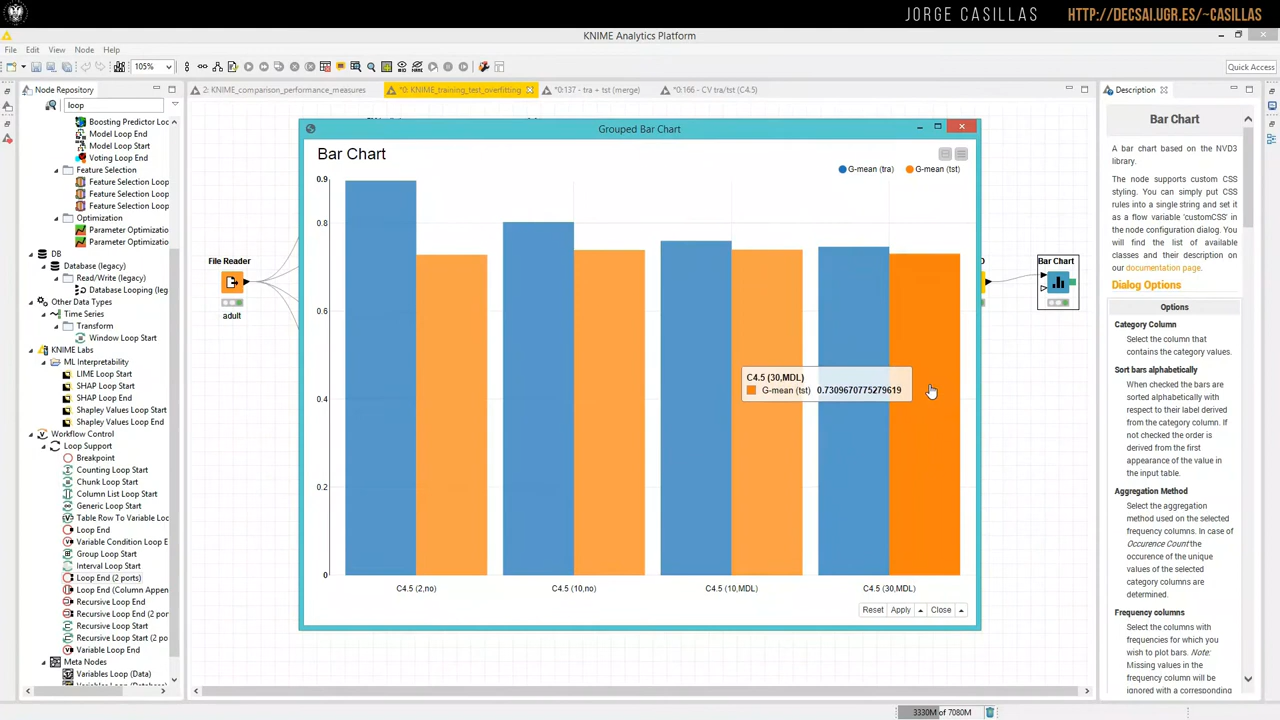 JORGE CASILLAS
HTTP://DECSAI.UGR.ES/~CASILLAS
KNIME Analytics Platform
File Edit View Node Help
105%
Quick Access
Node Repository
loop
Boosting Predictor Lo
Model Loop End
Model Loop Start
Voting Loop End
Feature Selection
Feature Selection Loop
Feature Selection Loop
Feature Selection Loop
Optimization
Parameter Optimizatio
Parameter Optimizatio
DB
Database (legacy)
Read/Write (legacy)
Database Looping (leg
Other Data Types
Time Series
Transform
Window Loop Start
KNIME Labs
ML Interpretability
LIME Loop Start
SHAP Loop Start
SHAP Loop End
Shapley Values Loop Start
Shapley Values Loop End
Workflow Control
Loop Support
Breakpoint
Counting Loop Start
Chunk Loop Start
Column List Loop Start
Generic Loop Start
Table Row To Variable Lo
Loop End
Variable Condition Loop E
Group Loop Start
Interval Loop Start
Loop End (2 ports)
Loop End (Column Appen
Recursive Loop End
Recursive Loop End (2 por
Recursive Loop Start
Recursive Loop Start (2 po
Variable Loop End
Meta Nodes
Variables Loop (Data)
2: KNIME_comparison_performance_measures
*0: KNIME_training_test_overfitting
*0:137 - tra + tst (merge)
*0:166 - CV tra/tst (C4.5)
File Reader
adult
Grouped Bar Chart
Bar Chart
G-mean (tra) G-mean (tst)
0.9
0.8
0.6
0.4
0.2
0
C4.5 (30,MDL)
G-mean (tst) 0.7309670775279619
C4.5 (2,no) C4.5 (10,no) C4.5 (10,MDL) C4.5 (30,MDL)
Reset Apply Close
Bar Chart
Description
Bar Chart
A bar chart based on the NVD3
library.
The node supports custom CSS
styling. You can simply put CSS
rules into a single string and set
it as a flow variable 'customCSS' in
the node configuration dialog. You
will find the list of available
classes and their description on
our documentation page.
Dialog Options
Options
Category Column
Select the column that
contains the category values.
Sort bars alphabetically
When checked the bars are
sorted alphabetically with
respect to their label derived
from the category column. If
not checked the order is
derived from the first
appearance of the value in
the input table.
Aggregation Method
Select the aggregation
method used on the selected
frequency columns. In case of
Occurence Count the
occurence of the unique
values of the selected
category columns are
determined.
Frequency columns
Select the columns with
frequencies for which you
wish to plot bars. Note:
Missing values in the
frequency column will be
ignored with a corresponding
3330M of 7080M